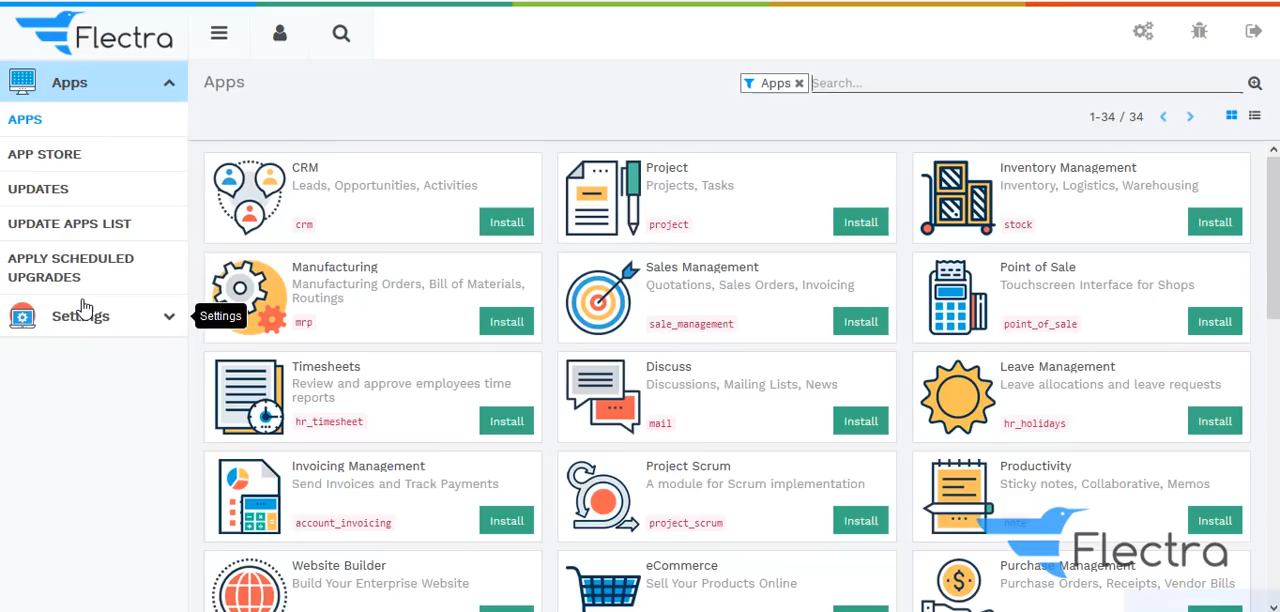 Flectra
Apps
APPS
APP STORE
UPDATES
UPDATE APPS LIST
APPLY SCHEDULED
UPGRADES
Settings
Settings
Apps
Apps
Search...
1-34 / 34
CRM
Leads, Opportunities, Activities
crm
Install
Project
Projects, Tasks
project
Install
Inventory Management
Inventory, Logistics, Warehousing
stock
Install
Manufacturing
Manufacturing Orders, Bill of Materials,
Routings
mrp
Install
Sales Management
Quotations, Sales Orders, Invoicing
sale_management
Install
Point of Sale
Touchscreen Interface for Shops
point_of_sale
Install
Timesheets
Review and approve employees time
reports
hr_timesheet
Install
Discuss
Discussions, Mailing Lists, News
mail
Install
Leave Management
Leave allocations and leave requests
hr_holidays
Install
Invoicing Management
Send Invoices and Track Payments
account_invoicing
Install
Project Scrum
A module for Scrum implementation
project_scrum
Install
Productivity
Sticky notes, Collaborative, Memos
note
Install
Website Builder
Build Your Enterprise Website
eCommerce
Sell Your Products Online
Purchase Management
Purchase Orders, Receipts, Vendor Bills
Flectra